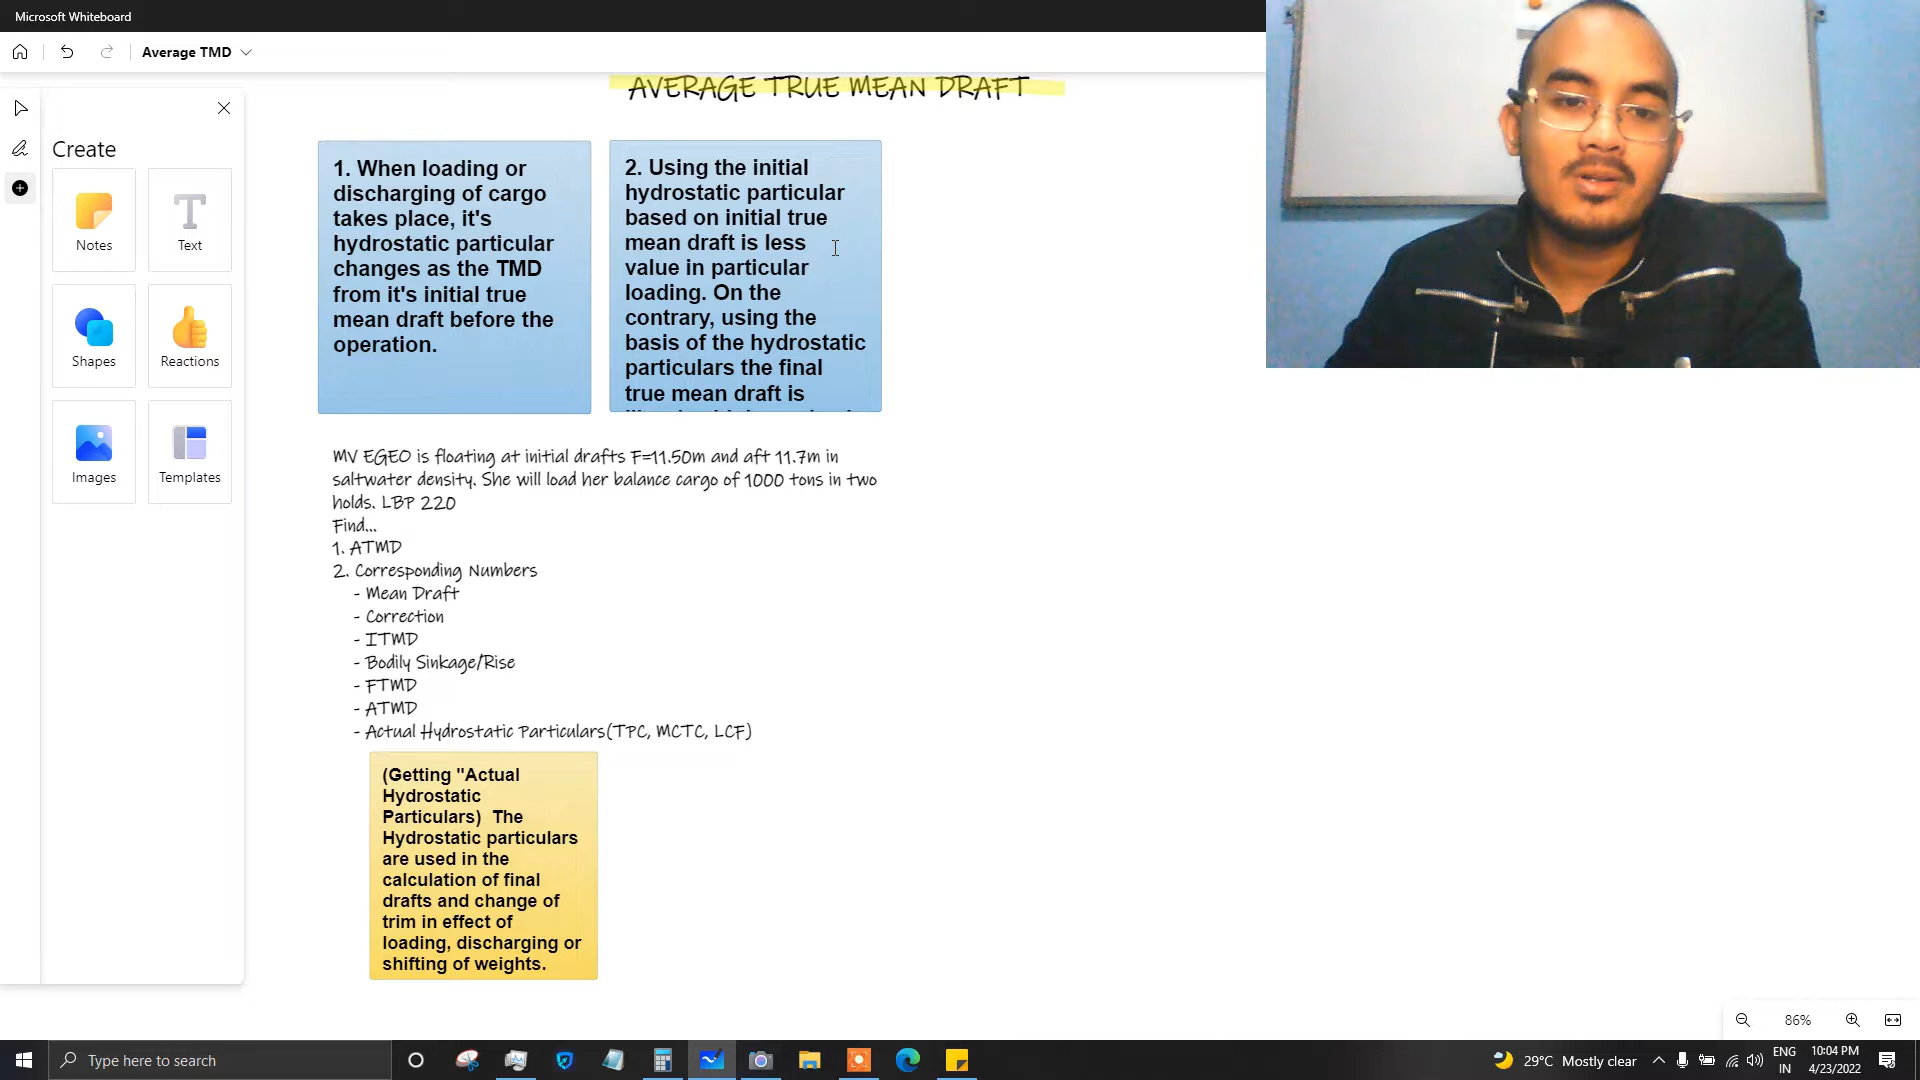 Microsoft Whiteboard
Average TMD
AVERAGE TRUE MEAN DRAFT
Create
Notes
Text
Shapes
Reactions
Images
Templates
1. When loading or
discharging of cargo
takes place, it's
hydrostatic particular
changes as the TMD
from it's initial true
mean draft before the
operation.
2. Using the initial
hydrostatic particular
based on initial true
mean draft is less
value in particular
loading. On the
contrary, using the
basis of the hydrostatic
particulars the final
true mean draft is
MV EGEO is floating at initial drafts F=11.50m and aft 11.7m in
saltwater density. She will load her balance cargo of 1000 tons in two
holds. LBP 220
Find...
1. ATMD
2. Corresponding Numbers
- Mean Draft
- Correction
- ITMD
- Bodily Sinkage/Rise
- FTMD
- ATMD
- Actual Hydrostatic Particulars(TPC, MCTC, LCF)
(Getting "Actual
Hydrostatic
Particulars) The
Hydrostatic particulars
are used in the
calculation of final
drafts and change of
trim in effect of
loading, discharging or
shifting of weights.
86%
Type here to search
29°C Mostly clear
ENG
IN
10:04 PM
4/23/2022